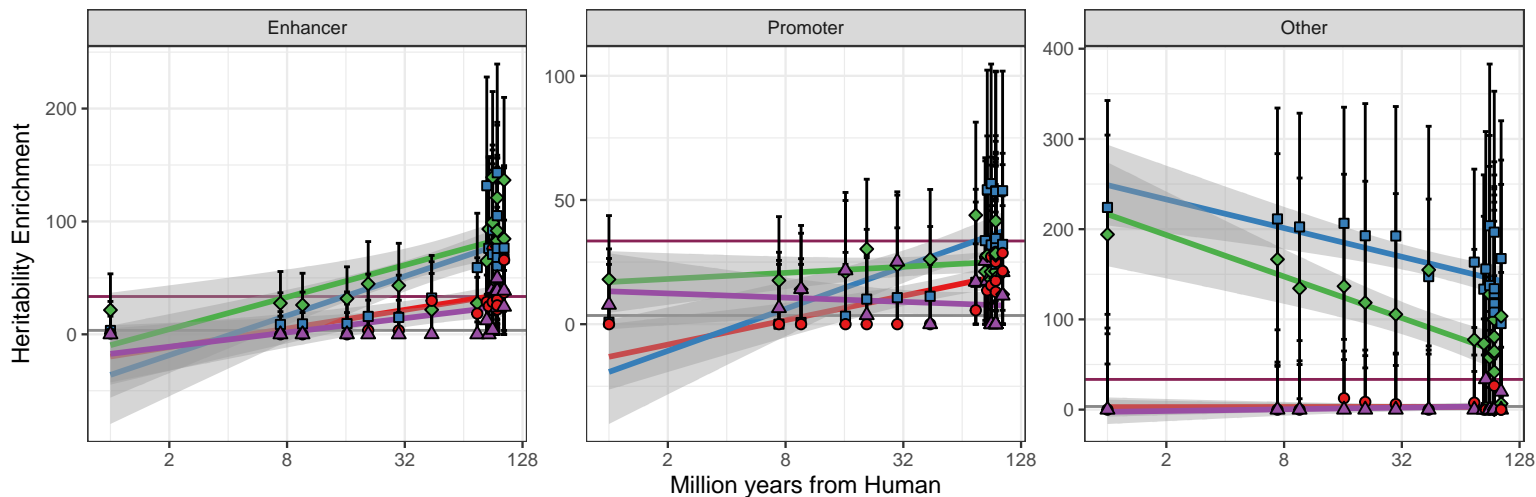 Enhancer
Promoter
Other
Heritability Enrichment
200
100
0
100
50
0
400
300
200
100
0
2 8 32 128
2 8 32 128
2 8 32 128
Million years from Human